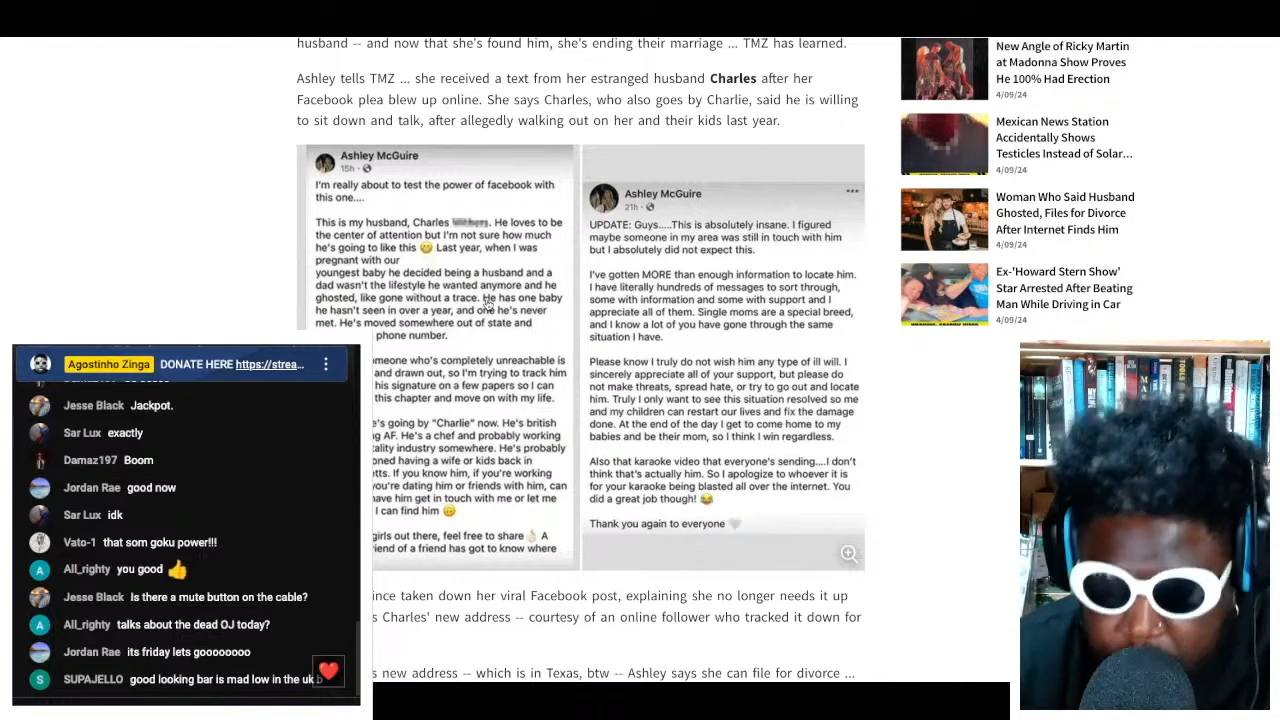 husband -- and now that she's found him, she's ending their marriage ... TMZ has learned.
Ashley tells TMZ ... she received a text from her estranged husband Charles after her
Facebook plea blew up online. She says Charles, who also goes by Charlie, said he is willing
to sit down and talk, after allegedly walking out on her and their kids last year.
Ashley McGuire
15h
I'm really about to test the power of facebook with
this one....
This is my husband, Charles
He loves to
be the center of attention but I'm not sure how much
he's going to like this 😁 Last year, when I was
pregnant with our
youngest baby he decided being a husband and a
dad wasn't the lifestyle he wanted anymore and he
ghosted, like gone without a trace. He has one baby
he hasn't seen in over a year, and one he's never
met. He's moved somewhere out of state and
phone number.
omeone who's completely unreachable is
and drawn out, so I'm trying to track him
his signature on a few papers so I can
this chapter and move on with my life.
e's going by "Charlie" now. He's british
g AF. He's a chef and probably working
ality industry somewhere. He's probably
oned having a wife or kids back in
etts. If you know him, if you're working
you're dating him or friends with him, can
ave him get in touch with me or let me
I can find him 🙂
girls out there, feel free to share 🤞🏻 A
riend of a friend has got to know where
Ashley McGuire
21h
UPDATE: Guys.....This is absolutely insane. I figured
maybe someone in my area was still in touch with him
but I absolutely did not expect this.
I've gotten MORE than enough information to locate him.
I have literally hundreds of messages to sort through,
some with information and some with support and I
appreciate all of them. Single moms are a special breed,
and I know a lot of you have gone through the same
situation I have.
Please know I truly do not wish him any type of ill will. I
sincerely appreciate all of your support, but please do
not make threats, spread hate, or try to go out and locate
him. Truly I only want to see this situation resolved so me
and my children can restart our lives and fix the damage
done. At the end of the day I get to come home to my
babies and be their mom, so I think I win regardless.
Also that karaoke video that everyone's sending....I don't
think that's actually him. So I apologize to whoever it is
for your karaoke being blasted all over the internet. You
did a great job though! 😂
Thank you again to everyone 🤍
ince taken down her viral Facebook post, explaining she no longer needs it up
s Charles' new address -- courtesy of an online follower who tracked it down for
s new address -- which is in Texas, btw -- Ashley says she can file for divorce ...
New Angle of Ricky Martin
at Madonna Show Proves
He 100% Had Erection
4/09/24
Mexican News Station
Accidentally Shows
Testicles Instead of Solar...
4/09/24
Woman Who Said Husband
Ghosted, Files for Divorce
After Internet Finds Him
4/09/24
Ex-'Howard Stern Show'
Star Arrested After Beating
Man While Driving in Car
4/09/24
Agostinho Zinga DONATE HERE https://strea...
Jesse Black Jackpot.
Sar Lux exactly
Damaz197 Boom
Jordan Rae good now
Sar Lux idk
Vato-1 that som goku power!!!
All_righty you good 👍
Jesse Black Is there a mute button on the cable?
All_righty talks about the dead OJ today?
Jordan Rae its friday lets goooooooo
SUPAJELLO good looking bar is mad low in the uk